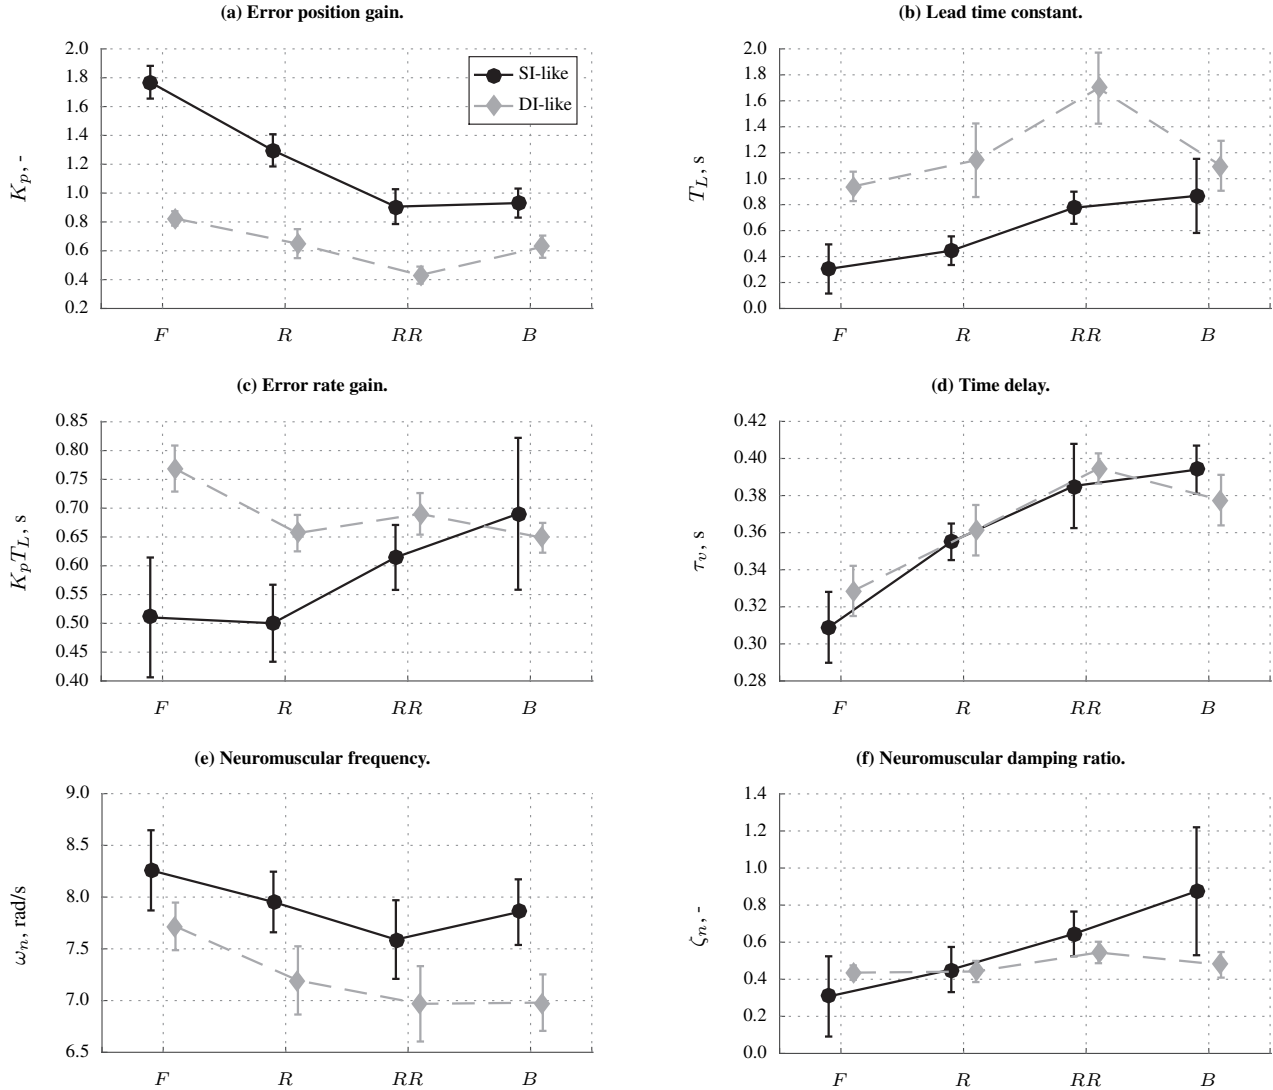 (a) Error position gain.
2.0
1.8
1.6
1.4
1.2
1.0
0.8
0.6
0.4
0.2
K_p, -
SI-like
DI-like
F R RR B
(b) Lead time constant.
2.0
1.8
1.6
1.4
1.2
1.0
0.8
0.6
0.4
0.2
0.0
T_L, s
F R RR B
(c) Error rate gain.
0.85
0.80
0.75
0.70
0.65
0.60
0.55
0.50
0.45
0.40
K_pT_L, s
F R RR B
(d) Time delay.
0.42
0.40
0.38
0.36
0.34
0.32
0.30
0.28
τ_v, s
F R RR B
(e) Neuromuscular frequency.
9.0
8.5
8.0
7.5
7.0
6.5
ω_n, rad/s
F R RR B
(f) Neuromuscular damping ratio.
1.4
1.2
1.0
0.8
0.6
0.4
0.2
0.0
ζ_n, -
F R RR B